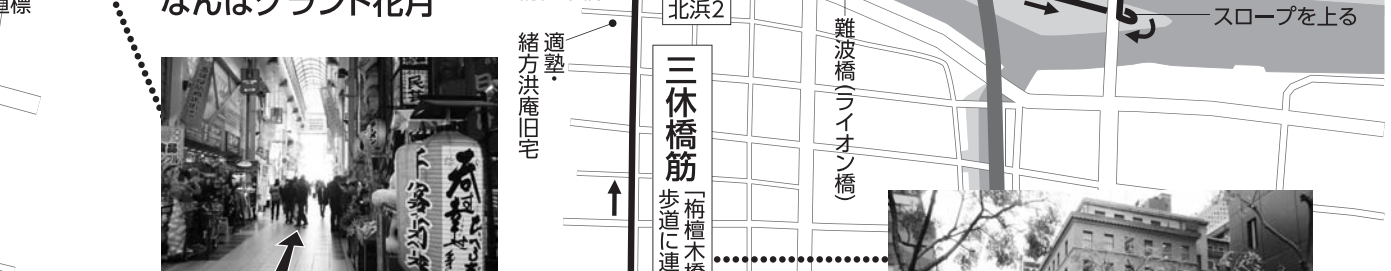 なんばグランド花月
北浜2
スロープを上る
適塾・
緒方洪庵旧宅
難波橋(ライオン橋)
三休橋筋
「栴檀木橋
歩道に連